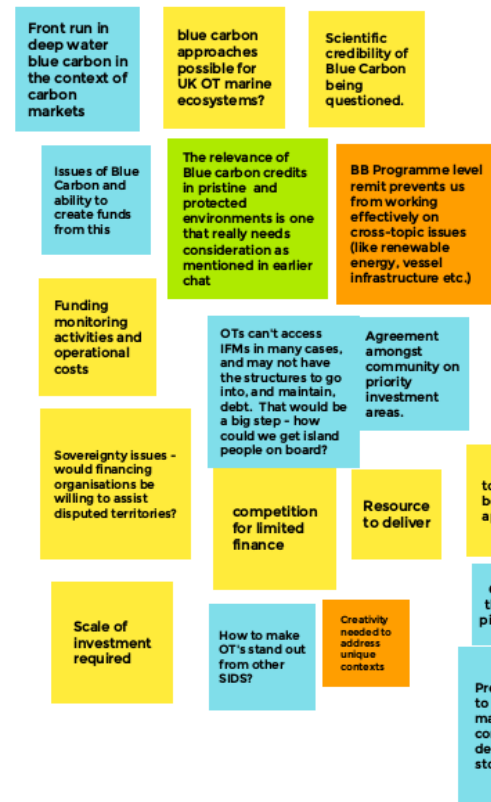 Front run in
deep water
blue carbon in
the context of
carbon
markets
blue carbon
approaches
possible for
UK OT marine
ecosystems?
Scientific
credibility of
Blue Carbon
being
questioned.
Issues of Blue
Carbon and
ability to
create funds
from this
The relevance of
Blue carbon credits
in pristine and
protected
environments is one
that really needs
consideration as
mentioned in earlier
chat
BB Programme level
remit prevents us
from working
effectively on
cross-topic issues
(like renewable
energy, vessel
infrastructure etc.)
Funding
monitoring
activities and
operational
costs
OTs can't access
IFMs in many cases,
and may not have
the structures to go
into, and maintain,
debt. That would be
a big step - how
could we get island
people on board?
Agreement
amongst
community on
priority
investment
areas.
Sovereignty issues -
would financing
organisations be
willing to assist
disputed territories?
competition
for limited
finance
Resource
to deliver
Scale of
investment
required
How to make
OT's stand out
from other
SIDS?
Creativity
needed to
address
unique
contexts